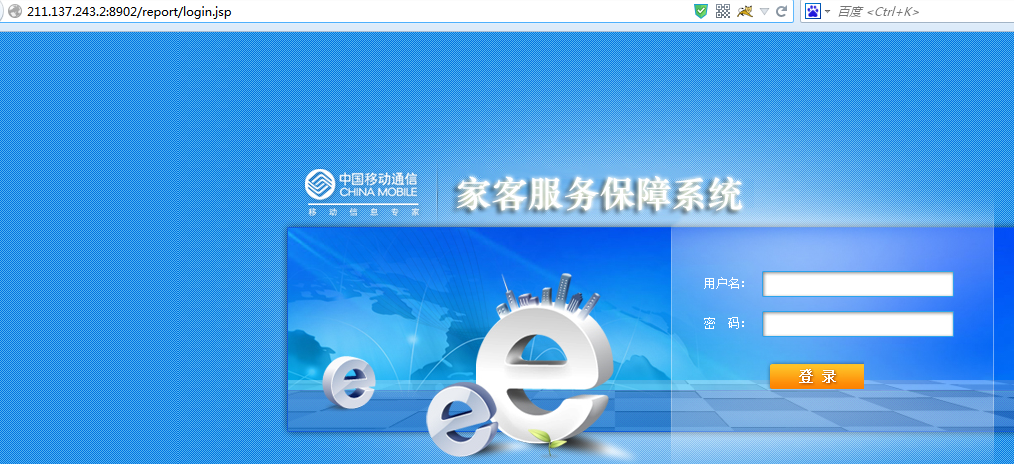 211.137.243.2:8902/report/login.jsp
百度 <Ctrl+K>
中国移动通信
CHINA MOBILE
移动信息专家
家客服务保障系统
用户名：
密 码：
登 录